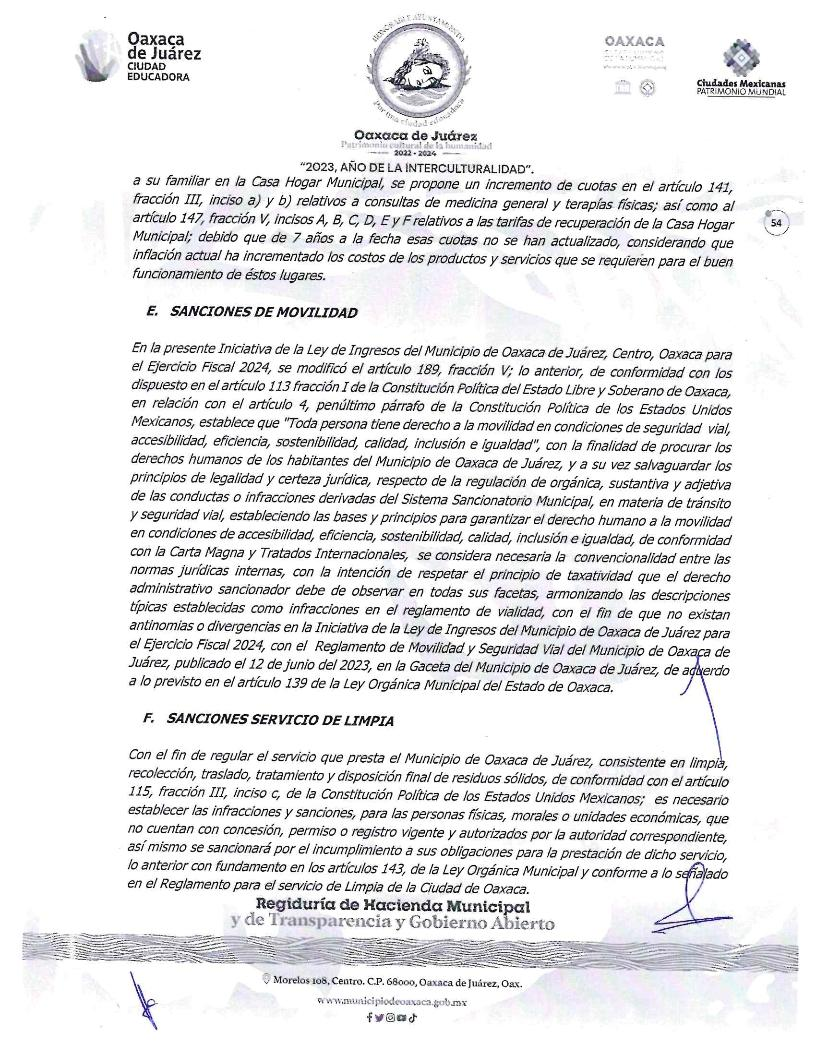 Oaxaca
de Juárez
CIUDAD
EDUCADORA
HONORABLE AYUNTAMIENTO
Por una ciudad educadora
Oaxaca de Juárez
Patrimonio cultural de la humanidad
2022 - 2024
OAXACA
Ciudades Mexicanas
PATRIMONIO MUNDIAL
"2023, AÑO DE LA INTERCULTURALIDAD".
54
a su familiar en la Casa Hogar Municipal, se propone un incremento de cuotas en el artículo 141,
fracción III, inciso a) y b) relativos a consultas de medicina general y terapías físicas; así como al
artículo 147, fracción V, incisos A, B, C, D, E y F relativos a las tarifas de recuperación de la Casa Hogar
Municipal; debido que de 7 años a la fecha esas cuotas no se han actualizado, considerando que
inflación actual ha incrementado los costos de los productos y servicios que se requieren para el buen
funcionamiento de éstos lugares.
E. SANCIONES DE MOVILIDAD
En la presente Iniciativa de la Ley de Ingresos del Municipio de Oaxaca de Juárez, Centro, Oaxaca para
el Ejercicio Fiscal 2024, se modificó el artículo 189, fracción V; lo anterior, de conformidad con los
dispuesto en el artículo 113 fracción I de la Constitución Política del Estado Libre y Soberano de Oaxaca,
en relación con el artículo 4, penúltimo párrafo de la Constitución Política de los Estados Unidos
Mexicanos, establece que "Toda persona tiene derecho a la movilidad en condiciones de seguridad vial,
accesibilidad, eficiencia, sostenibilidad, calidad, inclusión e igualdad", con la finalidad de procurar los
derechos humanos de los habitantes del Municipio de Oaxaca de Juárez, y a su vez salvaguardar los
principios de legalidad y certeza jurídica, respecto de la regulación de orgánica, sustantiva y adjetiva
de las conductas o infracciones derivadas del Sistema Sancionatorio Municipal, en materia de tránsito
y seguridad vial, estableciendo las bases y principios para garantizar el derecho humano a la movilidad
en condiciones de accesibilidad, eficiencia, sostenibilidad, calidad, inclusión e igualdad, de conformidad
con la Carta Magna y Tratados Internacionales, se considera necesaria la convencionalidad entre las
normas jurídicas internas, con la intención de respetar el principio de taxatividad que el derecho
administrativo sancionador debe de observar en todas sus facetas, armonizando las descripciones
típicas establecidas como infracciones en el reglamento de vialidad, con el fin de que no existan
antinomias o divergencias en la Iniciativa de la Ley de Ingresos del Municipio de Oaxaca de Juárez para
el Ejercicio Fiscal 2024, con el Reglamento de Movilidad y Seguridad Vial del Municipio de Oaxaca de
Juárez, publicado el 12 de junio del 2023, en la Gaceta del Municipio de Oaxaca de Juárez, de acuerdo
a lo previsto en el artículo 139 de la Ley Orgánica Municipal del Estado de Oaxaca.
F. SANCIONES SERVICIO DE LIMPIA
Con el fin de regular el servicio que presta el Municipio de Oaxaca de Juárez, consistente en limpia,
recolección, traslado, tratamiento y disposición final de residuos sólidos, de conformidad con el artículo
115, fracción III, inciso c, de la Constitución Política de los Estados Unidos Mexicanos; es necesario
establecer las infracciones y sanciones, para las personas físicas, morales o unidades económicas, que
no cuentan con concesión, permiso o registro vigente y autorizados por la autoridad correspondiente,
así mismo se sancionará por el incumplimiento a sus obligaciones para la prestación de dicho servicio,
lo anterior con fundamento en los artículos 143, de la Ley Orgánica Municipal y conforme a lo señalado
en el Reglamento para el servicio de Limpia de la Ciudad de Oaxaca.
Regiduría de Hacienda Municipal
y de Transparencia y Gobierno Abierto
Morelos 108, Centro. C.P. 68000, Oaxaca de Juárez, Oax.
www.municipiodeoaxaca.gob.mx